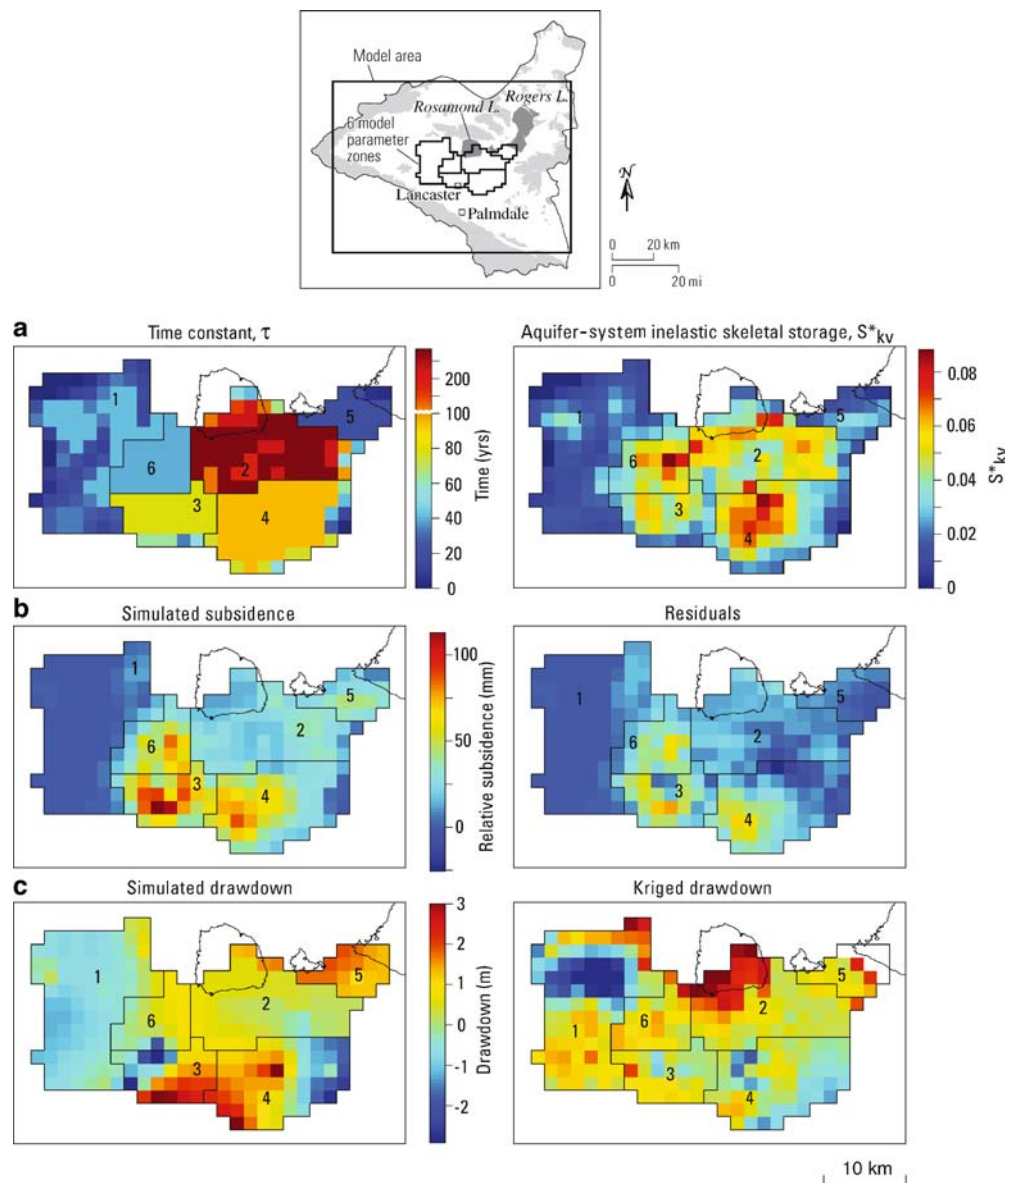 Model area
Rogers L.
Rosamond L.
6 model
parameter
zones
Lancaster
Palmdale
N
0 20 km
0 20 mi
a
Time constant, τ
Aquifer-system inelastic skeletal storage, S*kv
1
2
3
4
5
6
200
100
80
60
40
20
0
Time (yrs)
1
2
3
4
5
6
0.08
0.06
0.04
0.02
0
S*kv
b
Simulated subsidence
Residuals
1
2
3
4
5
6
100
50
0
Relative subsidence (mm)
1
2
3
4
5
6
c
Simulated drawdown
Kriged drawdown
1
2
3
4
5
6
3
2
1
0
-1
-2
Drawdown (m)
1
2
3
4
5
6
10 km